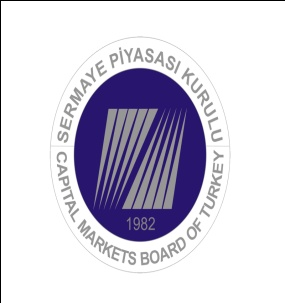 SERMAYE PİYASASI KURULU
1982
CAPITAL MARKETS BOARD OF TURKEY